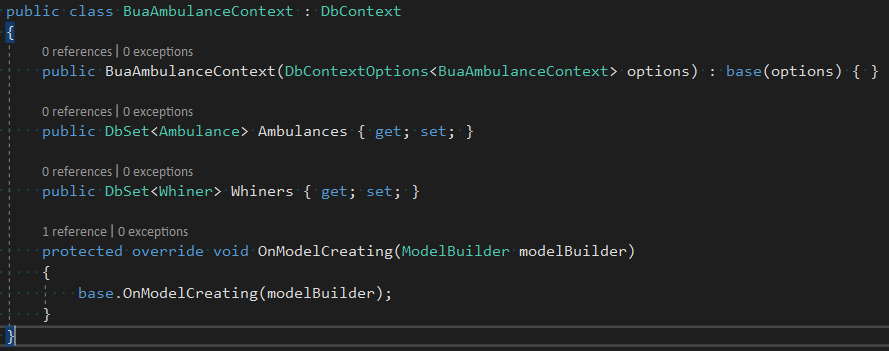 public class BuaAmbulanceContext : DbContext
{
0 references | 0 exceptions
public BuaAmbulanceContext(DbContextOptions<BuaAmbulanceContext> options) : base(options) { }
0 references | 0 exceptions
public DbSet<Ambulance> Ambulances { get; set; }
0 references | 0 exceptions
public DbSet<Whiner> Whiners { get; set; }
1 reference | 0 exceptions
protected override void OnModelCreating(ModelBuilder modelBuilder)
{
base.OnModelCreating(modelBuilder);
}
}